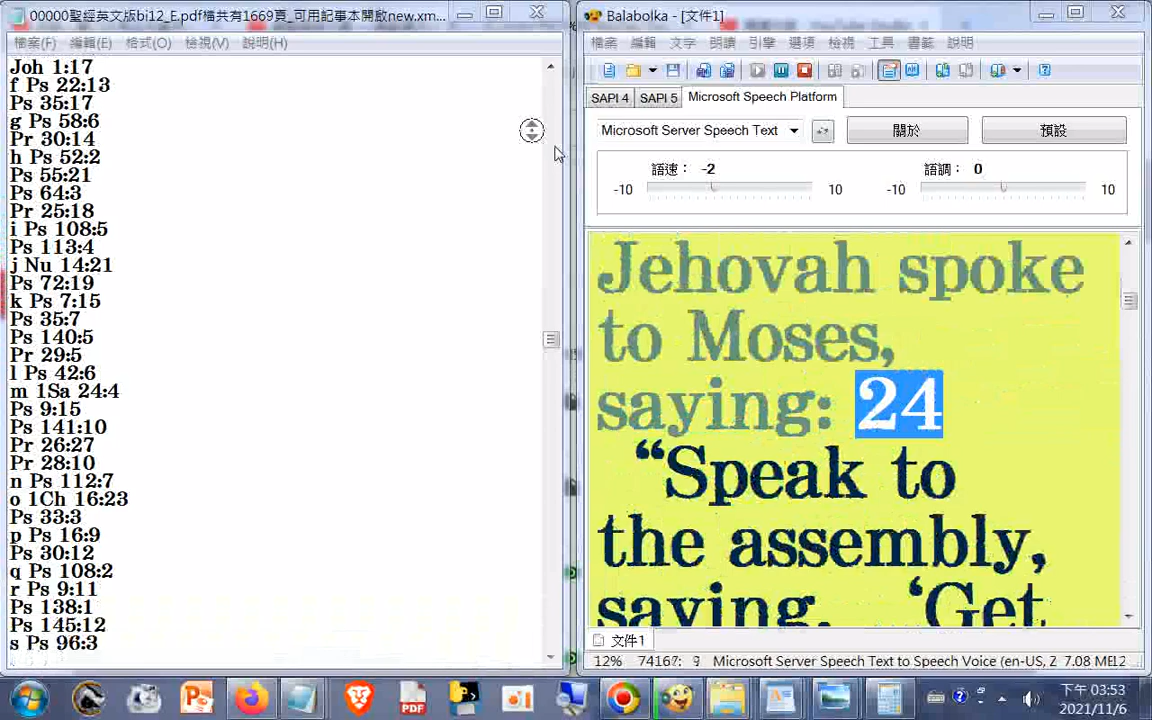 00000聖經英文版bi12_E.pdf檔共有1669頁_可用記事本開啟new.xm...
檔案(F) 編輯(E) 格式(O) 檢視(V) 說明(H)
Joh 1:17
f Ps 22:13
Ps 35:17
g Ps 58:6
Pr 30:14
h Ps 52:2
Ps 55:21
Ps 64:3
Pr 25:18
i Ps 108:5
Ps 113:4
j Nu 14:21
Ps 72:19
k Ps 7:15
Ps 35:7
Ps 140:5
Pr 29:5
l Ps 42:6
m 1Sa 24:4
Ps 9:15
Ps 141:10
Pr 26:27
Pr 28:10
n Ps 112:7
o 1Ch 16:23
Ps 33:3
p Ps 16:9
Ps 30:12
q Ps 108:2
r Ps 9:11
Ps 138:1
Ps 145:12
s Ps 96:3
Balabolka - [文件1]
檔案 編輯 文字 朗讀 引擎 選項 檢視 工具 書籤 說明
SAPI 4 SAPI 5 Microsoft Speech Platform
Microsoft Server Speech Text 關於 預設
語速： -2 語調： 0
-10 10 -10 10
Jehovah spoke
to Moses,
saying: 24
“Speak to
the assembly,
saying, ‘Get
文件1
12% 74167: 9 Microsoft Server Speech Text to Speech Voice (en-US, Z 7.08 ME12
PDF
下午 03:53
2021/11/6